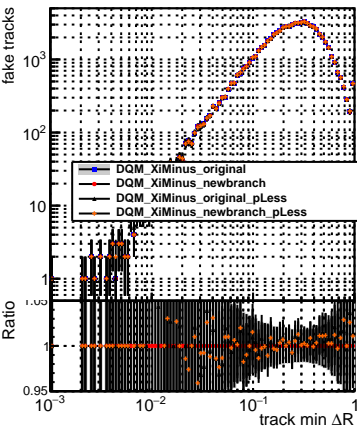 fake tracks
10³
10²
DQM_XiMinus_original
DQM_XiMinus_newbranch
DQM_XiMinus_original_pLess
DQM_XiMinus_newbranch_pLess
10
1
Ratio
1.05
1
0.95
10⁻³ 10⁻² 10⁻¹ 1
track min ΔR